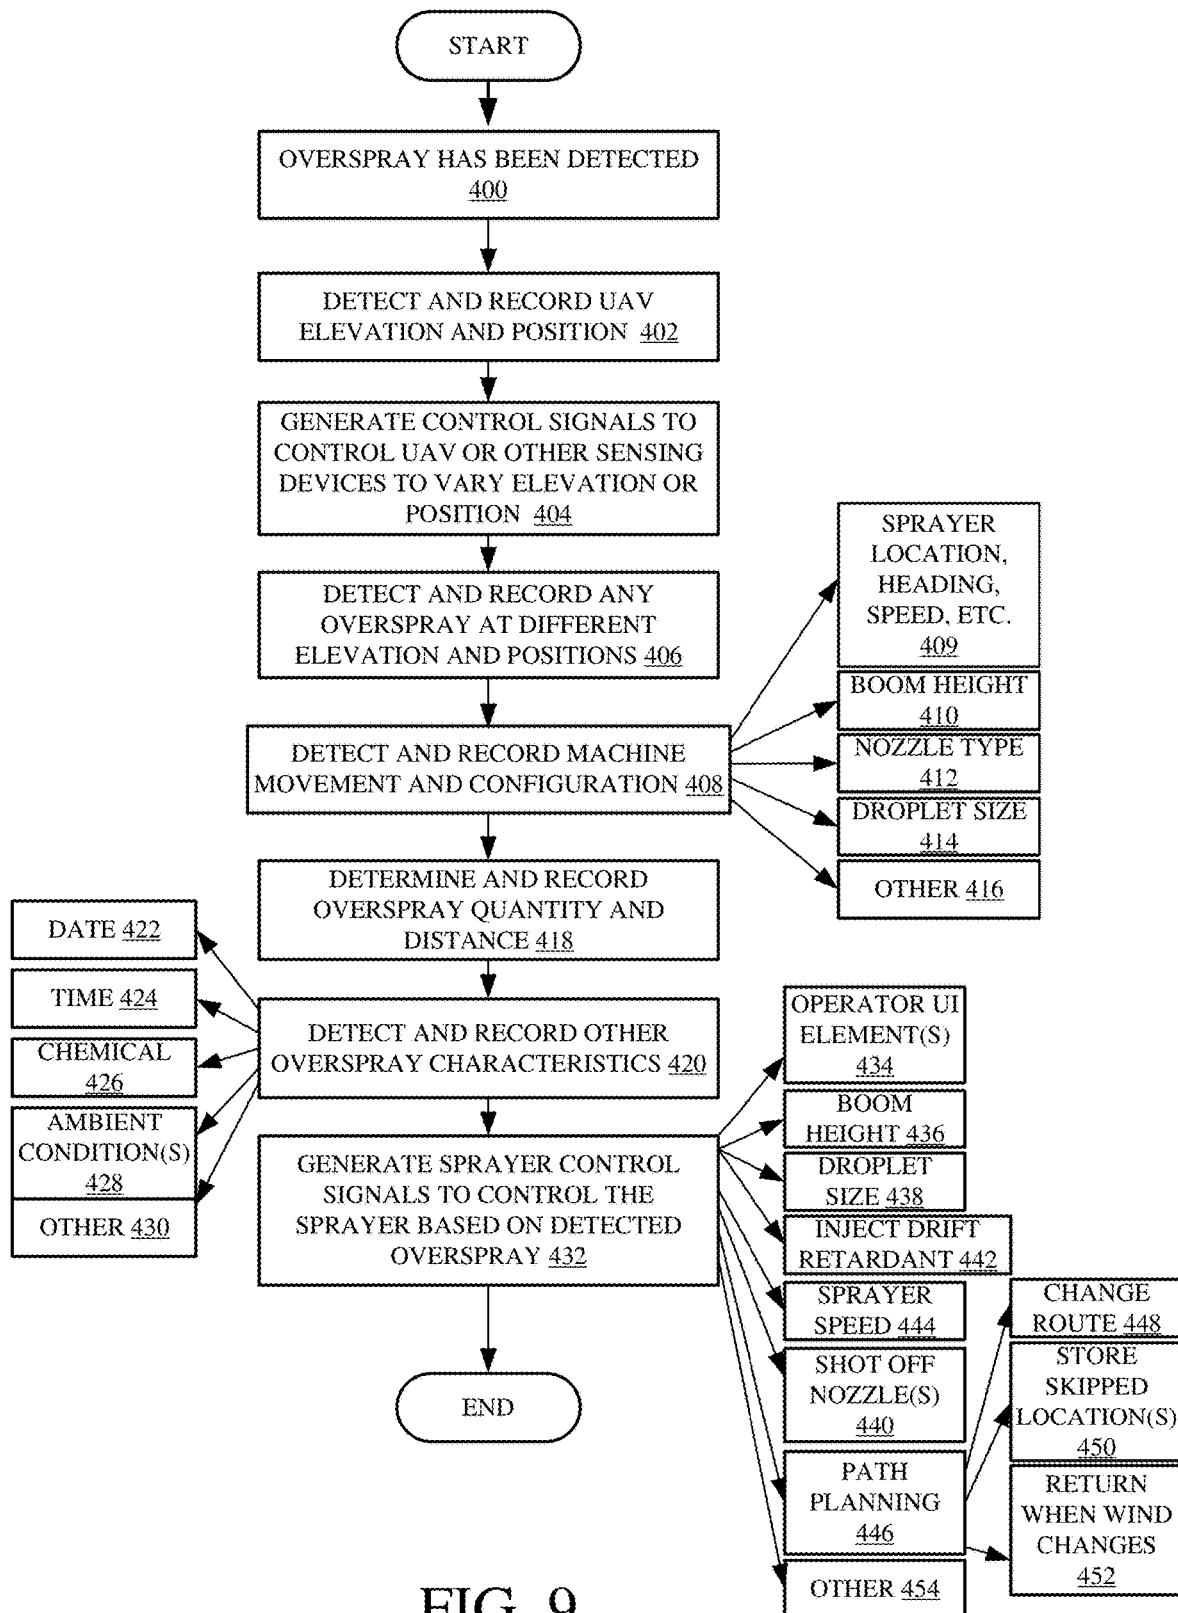 START
OVERSPRAY HAS BEEN DETECTED
400
DETECT AND RECORD UAV
ELEVATION AND POSITION 402
GENERATE CONTROL SIGNALS TO
CONTROL UAV OR OTHER SENSING
DEVICES TO VARY ELEVATION OR
POSITION 404
DETECT AND RECORD ANY
OVERSPRAY AT DIFFERENT
ELEVATION AND POSITIONS 406
DETECT AND RECORD MACHINE
MOVEMENT AND CONFIGURATION 408
SPRAYER
LOCATION,
HEADING,
SPEED, ETC.
409
BOOM HEIGHT
410
NOZZLE TYPE
412
DROPLET SIZE
414
OTHER 416
DETERMINE AND RECORD
OVERSPRAY QUANTITY AND
DISTANCE 418
DETECT AND RECORD OTHER
OVERSPRAY CHARACTERISTICS 420
DATE 422
TIME 424
CHEMICAL
426
AMBIENT
CONDITION(S)
428
OTHER 430
GENERATE SPRAYER CONTROL
SIGNALS TO CONTROL THE
SPRAYER BASED ON DETECTED
OVERSPRAY 432
OPERATOR UI
ELEMENT(S)
434
BOOM
HEIGHT 436
DROPLET
SIZE 438
INJECT DRIFT
RETARDANT 442
SPRAYER
SPEED 444
SHOT OFF
NOZZLE(S)
440
PATH
PLANNING
446
CHANGE
ROUTE 448
STORE
SKIPPED
LOCATION(S)
450
RETURN
WHEN WIND
CHANGES
452
OTHER 454
END
FIG. 9